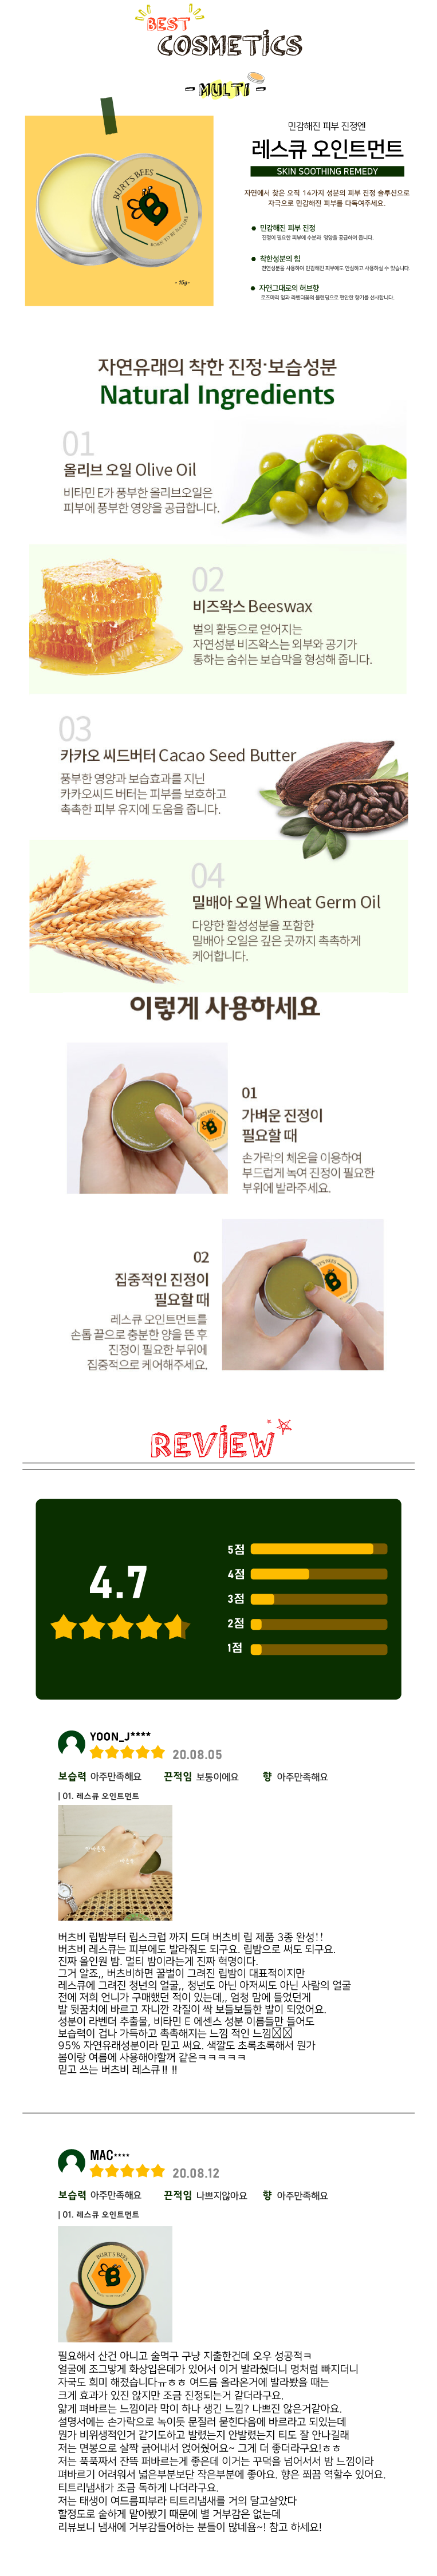 BEST
COSMETICS
- MULTI -
민감해진 피부 진정엔
레스큐 오인트먼트
SKIN SOOTHING REMEDY
자연에서 찾은 오직 14가지 성분의 피부 진정 솔루션으로
자극으로 민감해진 피부를 다독여주세요.
● 민감해진 피부 진정
진정이 필요한 피부에 수분과 영양을 공급하여 줍니다.
● 착한성분의 힘
천연성분을 사용하여 민감해진 피부에도 안심하고 사용하실 수 있습니다.
● 자연그대로의 허브향
로즈마리 잎과 라벤더꽃의 블렌딩으로 편안한 향기를 선사합니다.
BURT'S BEES
B
- 15g-
자연유래의 착한 진정·보습성분
Natural Ingredients
01
올리브 오일 Olive Oil
비타민 E가 풍부한 올리브오일은
피부에 풍부한 영양을 공급합니다.
02
비즈왁스 Beeswax
벌의 활동으로 얻어지는
자연성분 비즈왁스는 외부와 공기가
통하는 숨쉬는 보습막을 형성해 줍니다.
03
카카오 씨드버터 Cacao Seed Butter
풍부한 영양과 보습효과를 지닌
카카오씨드 버터는 피부를 보호하고
촉촉한 피부 유지에 도움을 줍니다.
04
밀배아 오일 Wheat Germ Oil
다양한 활성성분을 포함한
밀배아 오일은 깊은 곳까지 촉촉하게
케어합니다.
이렇게 사용하세요
01
가벼운 진정이
필요할 때
손가락의 체온을 이용하여
부드럽게 녹여 진정이 필요한
부위에 발라주세요.
02
집중적인 진정이
필요할 때
레스큐 오인트먼트를
손톱 끝으로 충분한 양을 뜬 후
진정이 필요한 부위에
집중적으로 케어해주세요.
REVIEW
4.7
5점
4점
3점
2점
1점
YOON_J****
20.08.05
보습력 아주만족해요 끈적임 보통이에요 향 아주만족해요
| 01. 레스큐 오인트먼트
버츠비 립밤부터 립스크럽 까지 드뎌 버츠비 립 제품 3종 완성!!
버츠비 레스큐는 피부에도 발라줘도 되구요. 립밤으로 써도 되구요.
진짜 올인원 밤. 멀티 밤이라는게 진짜 혁명이다.
그거 알죠,, 버츠비하면 꿀벌이 그려진 립밤이 대표적이지만
레스큐에 그려진 청년의 얼굴,, 청년도 아닌 아저씨도 아닌 사람의 얼굴
전에 저희 언니가 구매했던 적이 있는데,, 엄청 맘에 들었던게
발 뒷꿈치에 바르고 자니깐 각질이 싹 보들보들한 발이 되었어요.
성분이 라벤더 추출물, 비타민 E 에센스 성분 이름들만 들어도
보습력이 겁나 가득하고 촉촉해지는 느낌 적인 느낌
95% 자연유래성분이라 믿고 써요. 색깔도 초록초록해서 뭔가
봄이랑 여름에 사용해야할꺼 같은ㅋㅋㅋㅋㅋ
믿고 쓰는 버츠비 레스큐!! !!
MAC****
20.08.12
보습력 아주만족해요 끈적임 나쁘지않아요 향 아주만족해요
| 01. 레스큐 오인트먼트
BURT'S BEES
B
필요해서 산건 아니고 술먹구 구냥 지출한건데 오우 성공적ㅋ
얼굴에 조그맣게 화상입은데가 있어서 이거 발라줬더니 멍처럼 빠지더니
자국도 희미 해졌습니다ㅠㅎㅎ 여드름 올라온거에 발라봤을 때는
크게 효과가 있진 않지만 조금 진정되는거 같더라구요.
얇게 펴바르는 느낌이라 막이 하나 생긴 느낌? 나쁘진 않은거같아요.
설명서에는 손가락으로 녹이듯 문질러 묻힌다음에 바르라고 되있는데
뭔가 비위생적인거 같기도하고 발렸는지 안발렸는지 티도 잘 안나길래
저는 면봉으로 살짝 긁어내서 얹어줬어요~ 그게 더 좋더라구요!ㅎㅎ
저는 푹푹짜서 잔뜩 펴바르는게 좋은데 이거는 꾸덕을 넘어서서 밤 느낌이라
펴바르기 어려워서 넓은부분보단 작은부분에 좋아요. 향은 쬐끔 역할수 있어요.
티트리냄새가 조금 독하게 나더라구요.
저는 태생이 여드름피부라 티트리냄새를 거의 달고살았다
할정도로 숱하게 맡아봤기 때문에 별 거부감은 없는데
리뷰보니 냄새에 거부감들어하는 분들이 많네욤~! 참고 하세요!